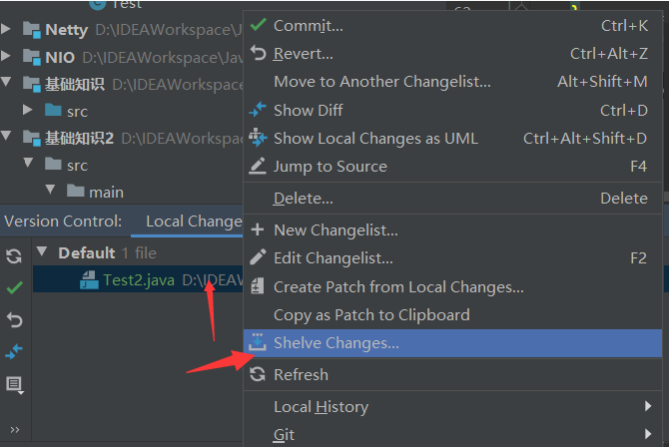 Test
Netty D:\IDEAWorkspace\J
NIO D:\IDEAWorkspace\Jav
基础知识 D:\IDEAWorkspace
src
基础知识2 D:\IDEAWorkspa
src
main
Version Control: Local Change
Default 1 file
Test2.java D:\IDEAW
Commit... Ctrl+K
Revert... Ctrl+Alt+Z
Move to Another Changelist... Alt+Shift+M
Show Diff Ctrl+D
Show Local Changes as UML Ctrl+Alt+Shift+D
Jump to Source F4
Delete... Delete
New Changelist...
Edit Changelist... F2
Create Patch from Local Changes...
Copy as Patch to Clipboard
Shelve Changes...
Refresh
Local History
Git